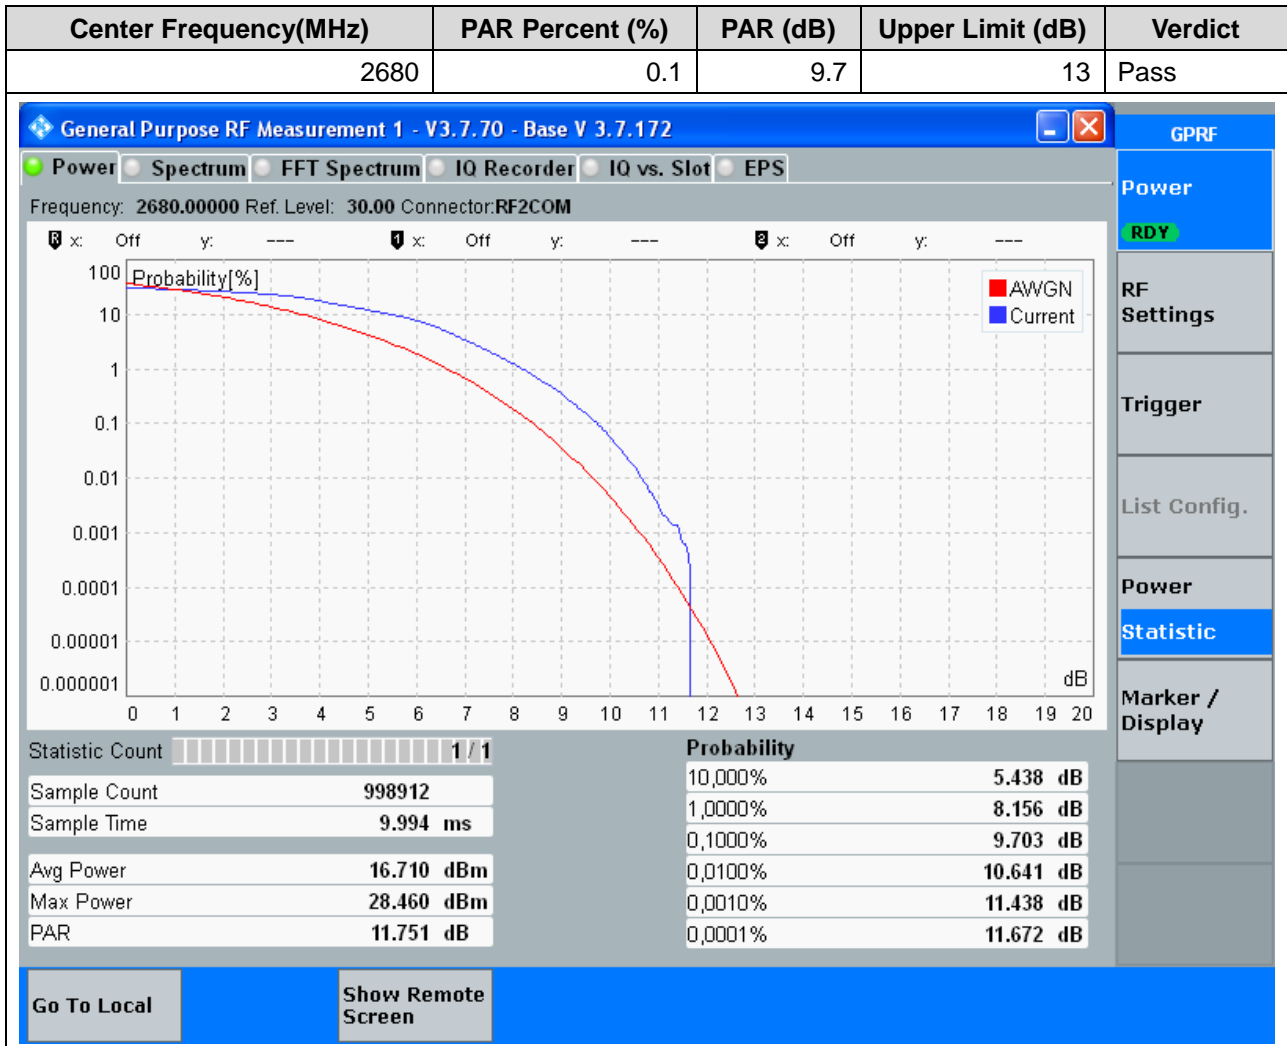 Center Frequency(MHz) PAR Percent (%) PAR (dB) Upper Limit (dB) Verdict
2680 0.1 9.7 13 Pass
General Purpose RF Measurement 1 - V3.7.70 - Base V 3.7.172
GPRF
Power Spectrum FFT Spectrum IQ Recorder IQ vs. Slot EPS
Frequency: 2680.00000 Ref. Level: 30.00 Connector:RF2COM
R x: Off y: --- 1 x: Off y: --- 2 x: Off y: ---
Probability[%]
100
10
1
0.1
0.01
0.001
0.0001
0.00001
0.000001
AWGN
Current
dB
0 1 2 3 4 5 6 7 8 9 10 11 12 13 14 15 16 17 18 19 20
Statistic Count 1 / 1
Sample Count 998912
Sample Time 9.994 ms
Avg Power 16.710 dBm
Max Power 28.460 dBm
PAR 11.751 dB
Probability
10,000% 5.438 dB
1,0000% 8.156 dB
0,1000% 9.703 dB
0,0100% 10.641 dB
0,0010% 11.438 dB
0,0001% 11.672 dB
Power
RDY
RF
Settings
Trigger
List Config.
Power
Statistic
Marker /
Display
Go To Local
Show Remote
Screen